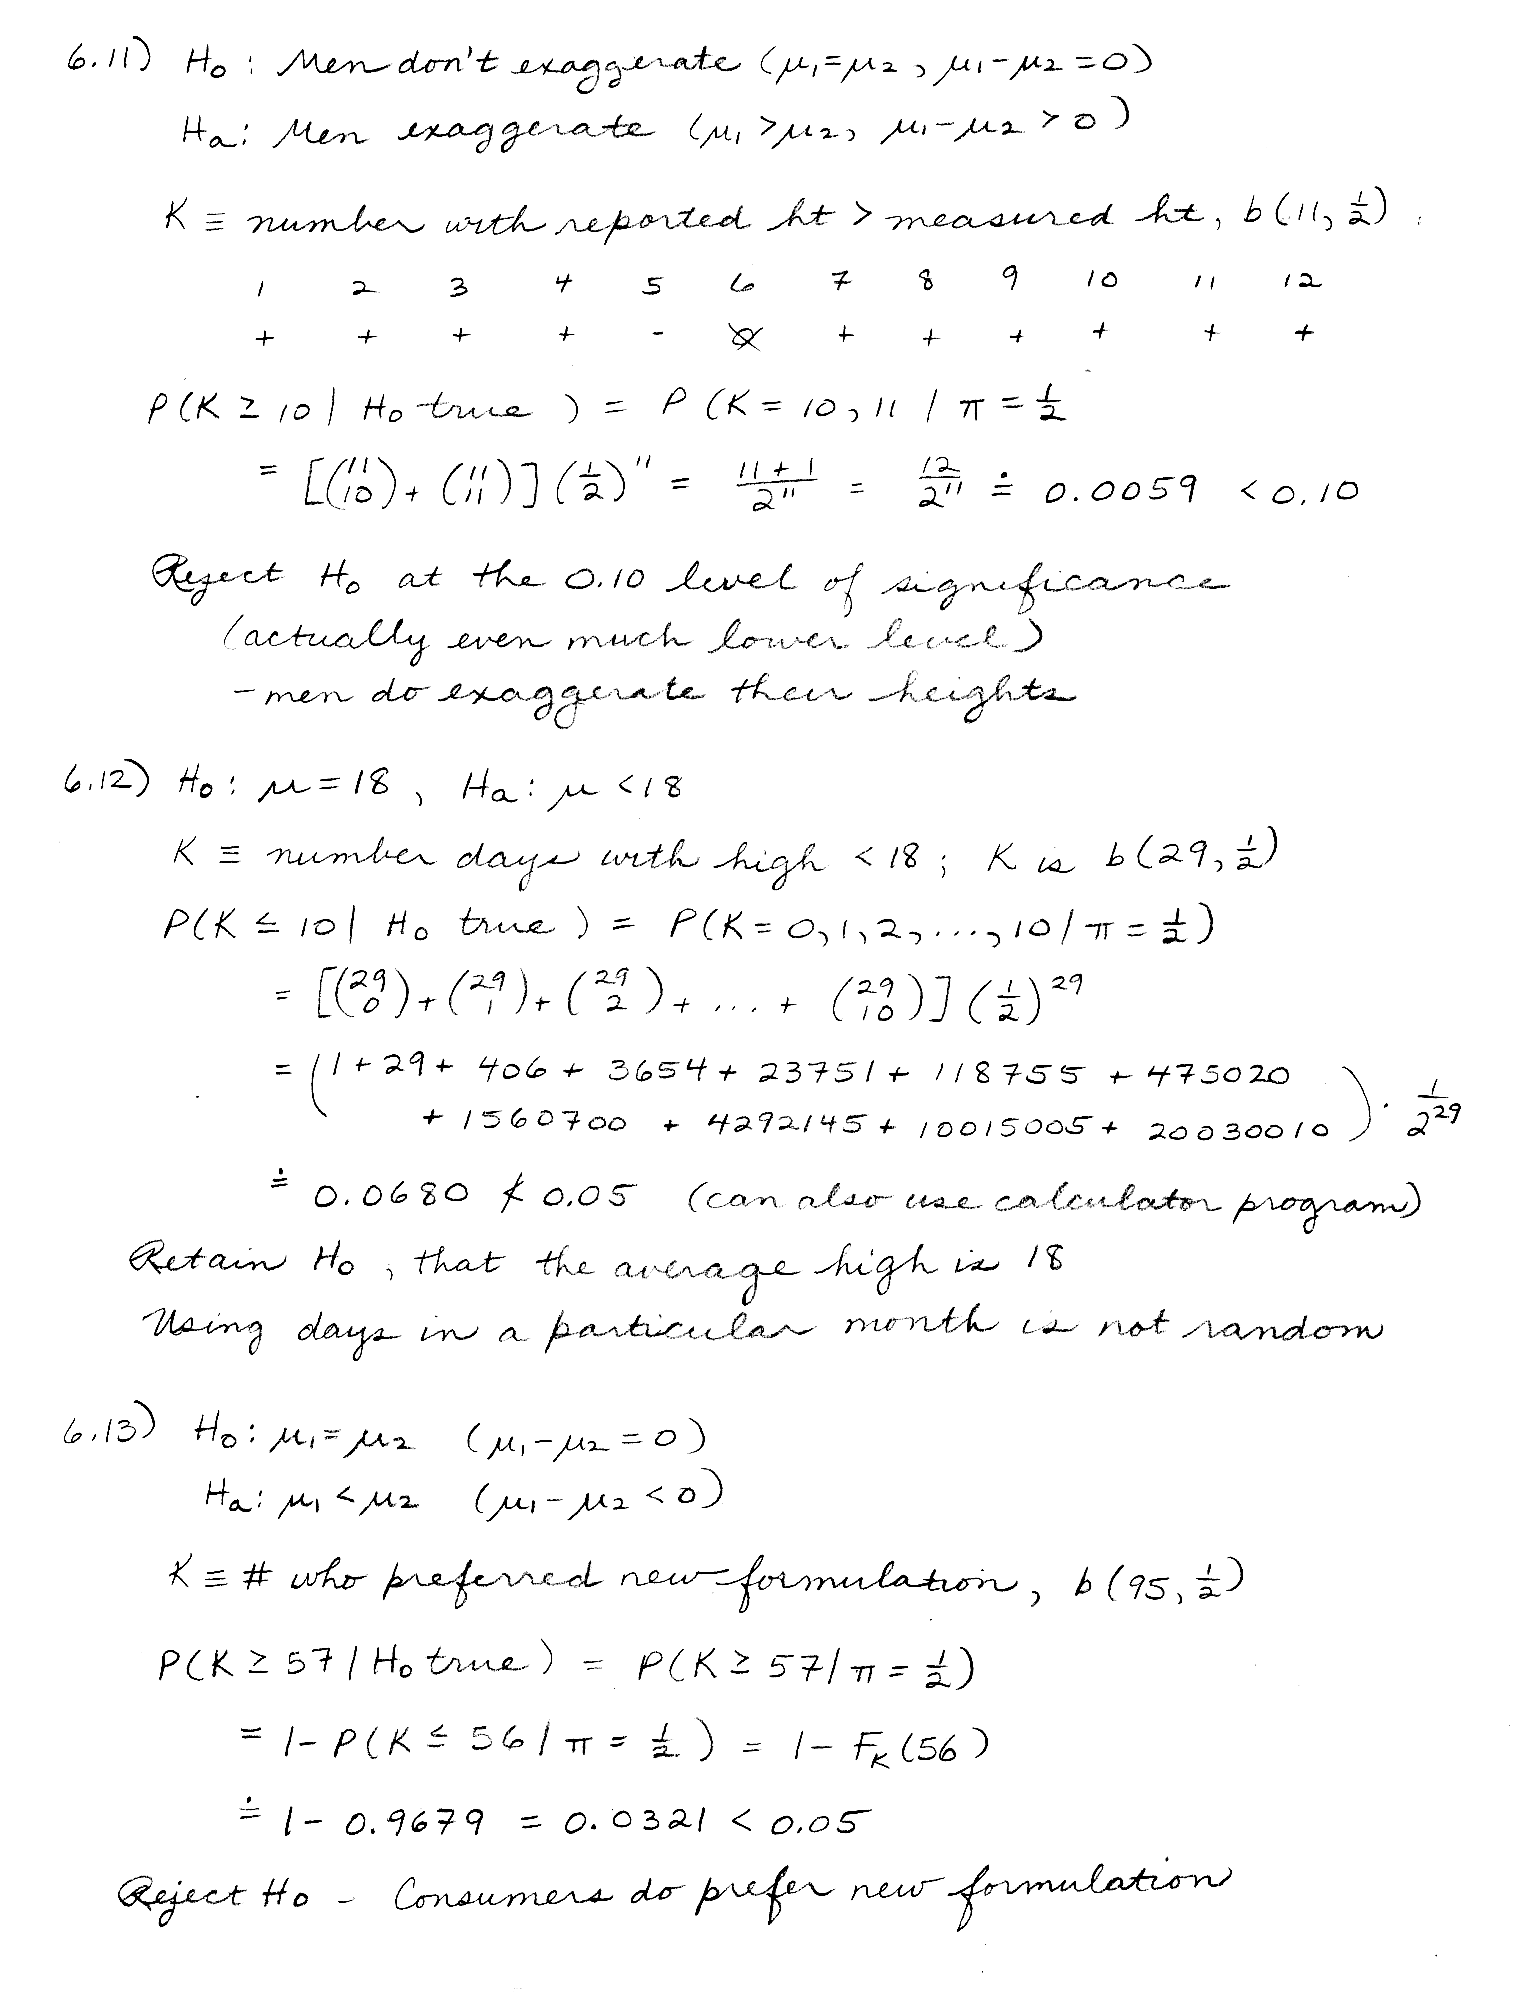 6.11) H₀: Men don't exaggerate (μ₁=μ₂, μ₁-μ₂=0)
Ha: Men exaggerate (μ₁>μ₂, μ₁-μ₂>0)
K ≡ number with reported ht > measured ht, b(11, 1/2).
1 2 3 4 5 6 7 8 9 10 11 12
+ + + + - ∅ + + + + + +
P(K ≥ 10 | H₀ true) = P(K = 10, 11 | π = 1/2
= [(11 10) + (11 11)] (1/2)¹¹ = (11+1)/2¹¹ = 12/2¹¹ ≐ 0.0059 < 0.10
Reject H₀ at the 0.10 level of significance
(actually even much lower level)
- men do exaggerate their heights
6.12) H₀: μ = 18, Ha: μ < 18
K ≡ number days with high < 18; K is b(29, 1/2)
P(K ≤ 10 | H₀ true) = P(K = 0, 1, 2, ..., 10 | π = 1/2)
= [(29 0) + (29 1) + (29 2) + ... + (29 10)] (1/2)²⁹
= (1 + 29 + 406 + 3654 + 23751 + 118755 + 475020
+ 1560700 + 4292145 + 10015005 + 20030010) · 1/2²⁹
≐ 0.0680 ≮ 0.05 (can also use calculator program)
Retain H₀, that the average high is 18
Using days in a particular month is not random
6.13) H₀: μ₁ = μ₂ (μ₁-μ₂ = 0)
Ha: μ₁ < μ₂ (μ₁-μ₂ < 0)
K ≡ # who preferred new formulation, b(95, 1/2)
P(K ≥ 57 | H₀ true) = P(K ≥ 57 | π = 1/2)
= 1 - P(K ≤ 56 | π = 1/2) = 1 - F_K(56)
≐ 1 - 0.9679 = 0.0321 < 0.05
Reject H₀ - Consumers do prefer new formulation